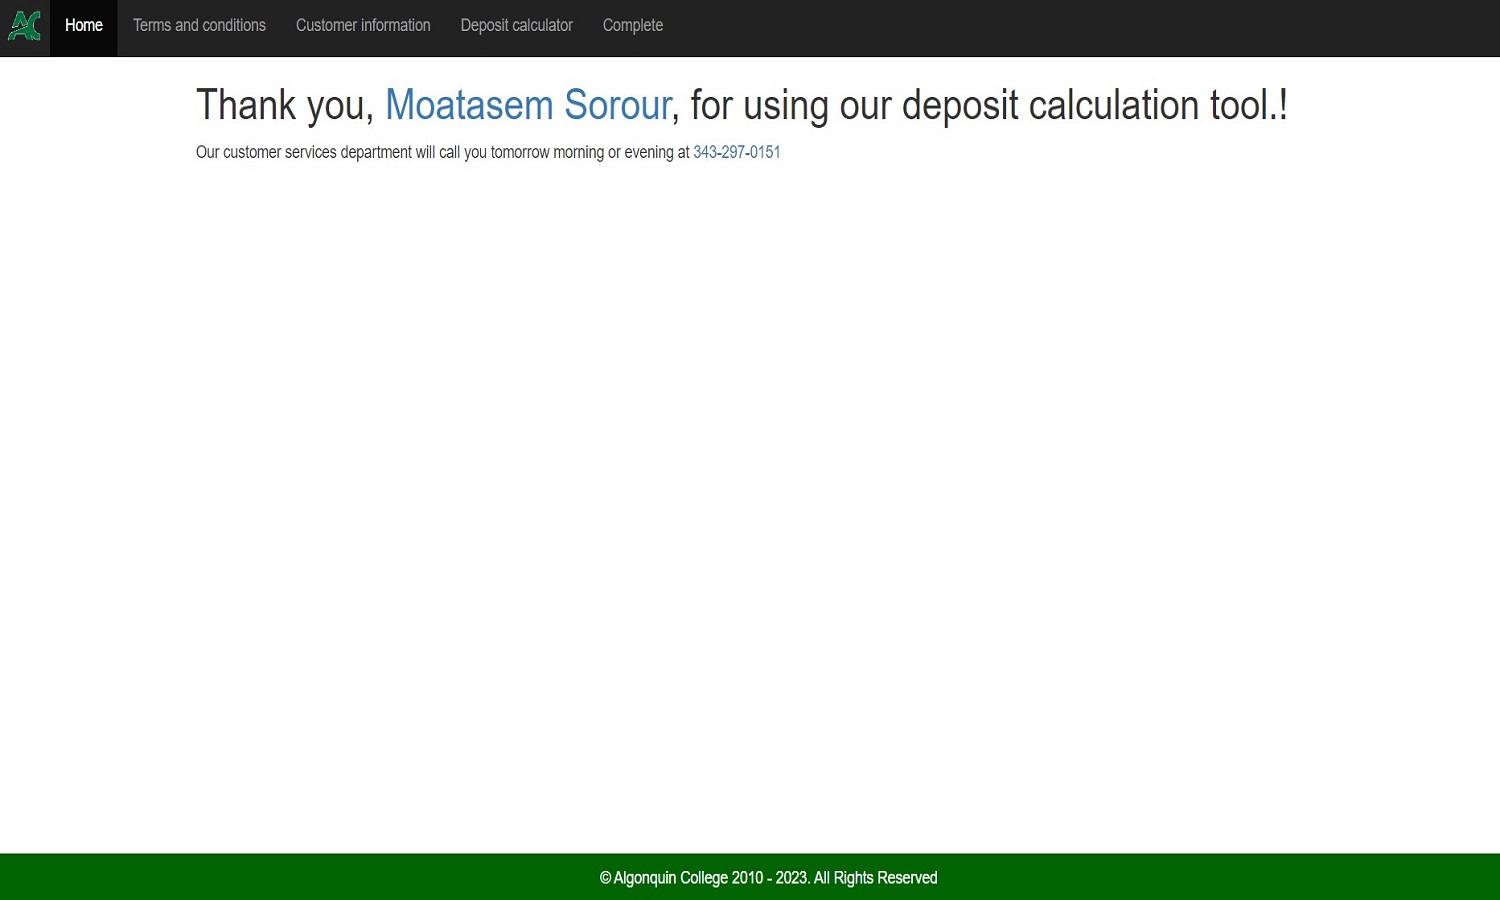 AC
Home Terms and conditions Customer information Deposit calculator Complete
Thank you, Moatasem Sorour, for using our deposit calculation tool.!
Our customer services department will call you tomorrow morning or evening at 343-297-0151
© Algonquin College 2010 - 2023. All Rights Reserved